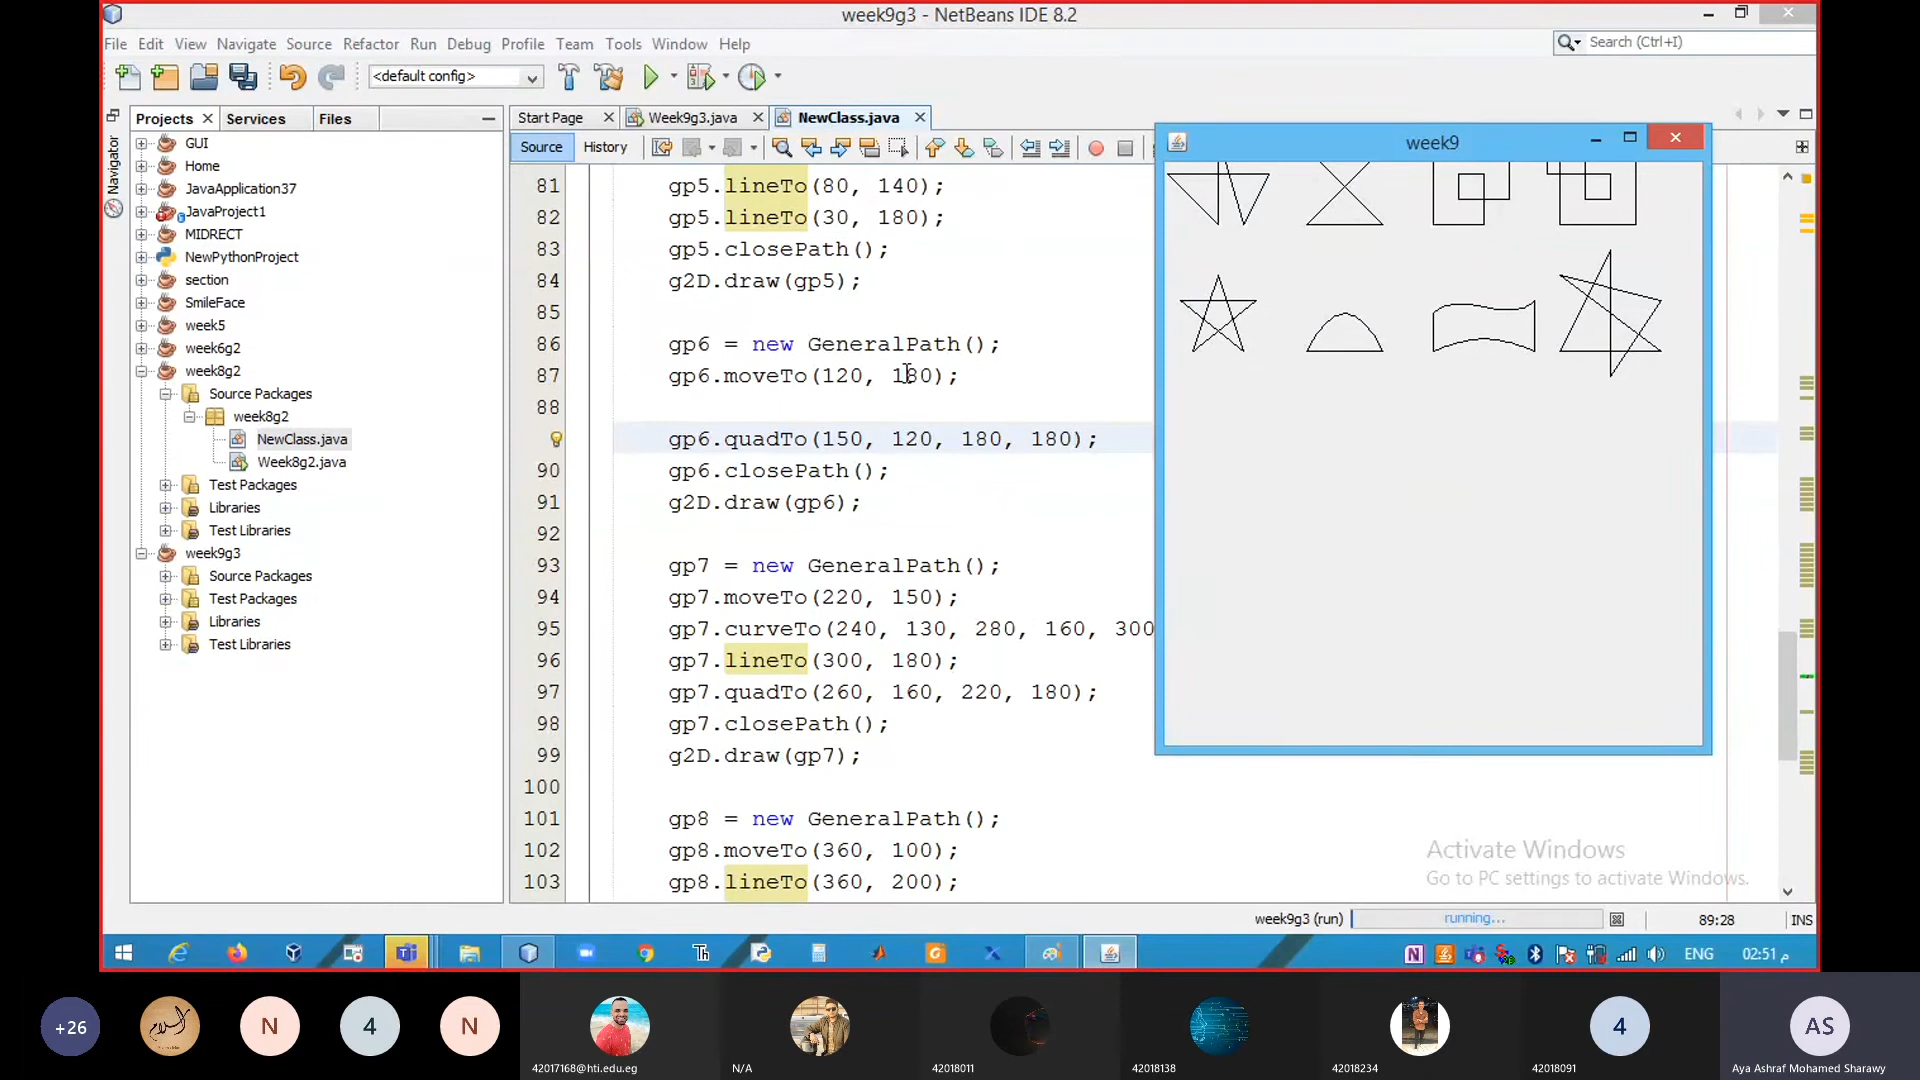 week9g3 - NetBeans IDE 8.2
File Edit View Navigate Source Refactor Run Debug Profile Team Tools Window Help
Search (Ctrl+I)
<default config>
Projects Services Files
Start Page Week9g3.java NewClass.java
Source History
Navigator
GUI
Home
JavaApplication37
JavaProject1
MIDRECT
NewPythonProject
section
SmileFace
week5
week6g2
week8g2
Source Packages
week8g2
NewClass.java
Week8g2.java
Test Packages
Libraries
Test Libraries
week9g3
Source Packages
Test Packages
Libraries
Test Libraries
81 gp5.lineTo(80, 140);
82 gp5.lineTo(30, 180);
83 gp5.closePath();
84 g2D.draw(gp5);
85
86 gp6 = new GeneralPath();
87 gp6.moveTo(120, 180);
88
gp6.quadTo(150, 120, 180, 180);
90 gp6.closePath();
91 g2D.draw(gp6);
92
93 gp7 = new GeneralPath();
94 gp7.moveTo(220, 150);
95 gp7.curveTo(240, 130, 280, 160, 300
96 gp7.lineTo(300, 180);
97 gp7.quadTo(260, 160, 220, 180);
98 gp7.closePath();
99 g2D.draw(gp7);
100
101 gp8 = new GeneralPath();
102 gp8.moveTo(360, 100);
103 gp8.lineTo(360, 200);
week9
Activate Windows
Go to PC settings to activate Windows.
week9g3 (run) running... 89:28 INS
Th
ENG 02:51 م
+26 N 4 N 4 AS
42017168@hti.edu.eg N/A 42018011 42018138 42018234 42018091 Aya Ashraf Mohamed Sharawy